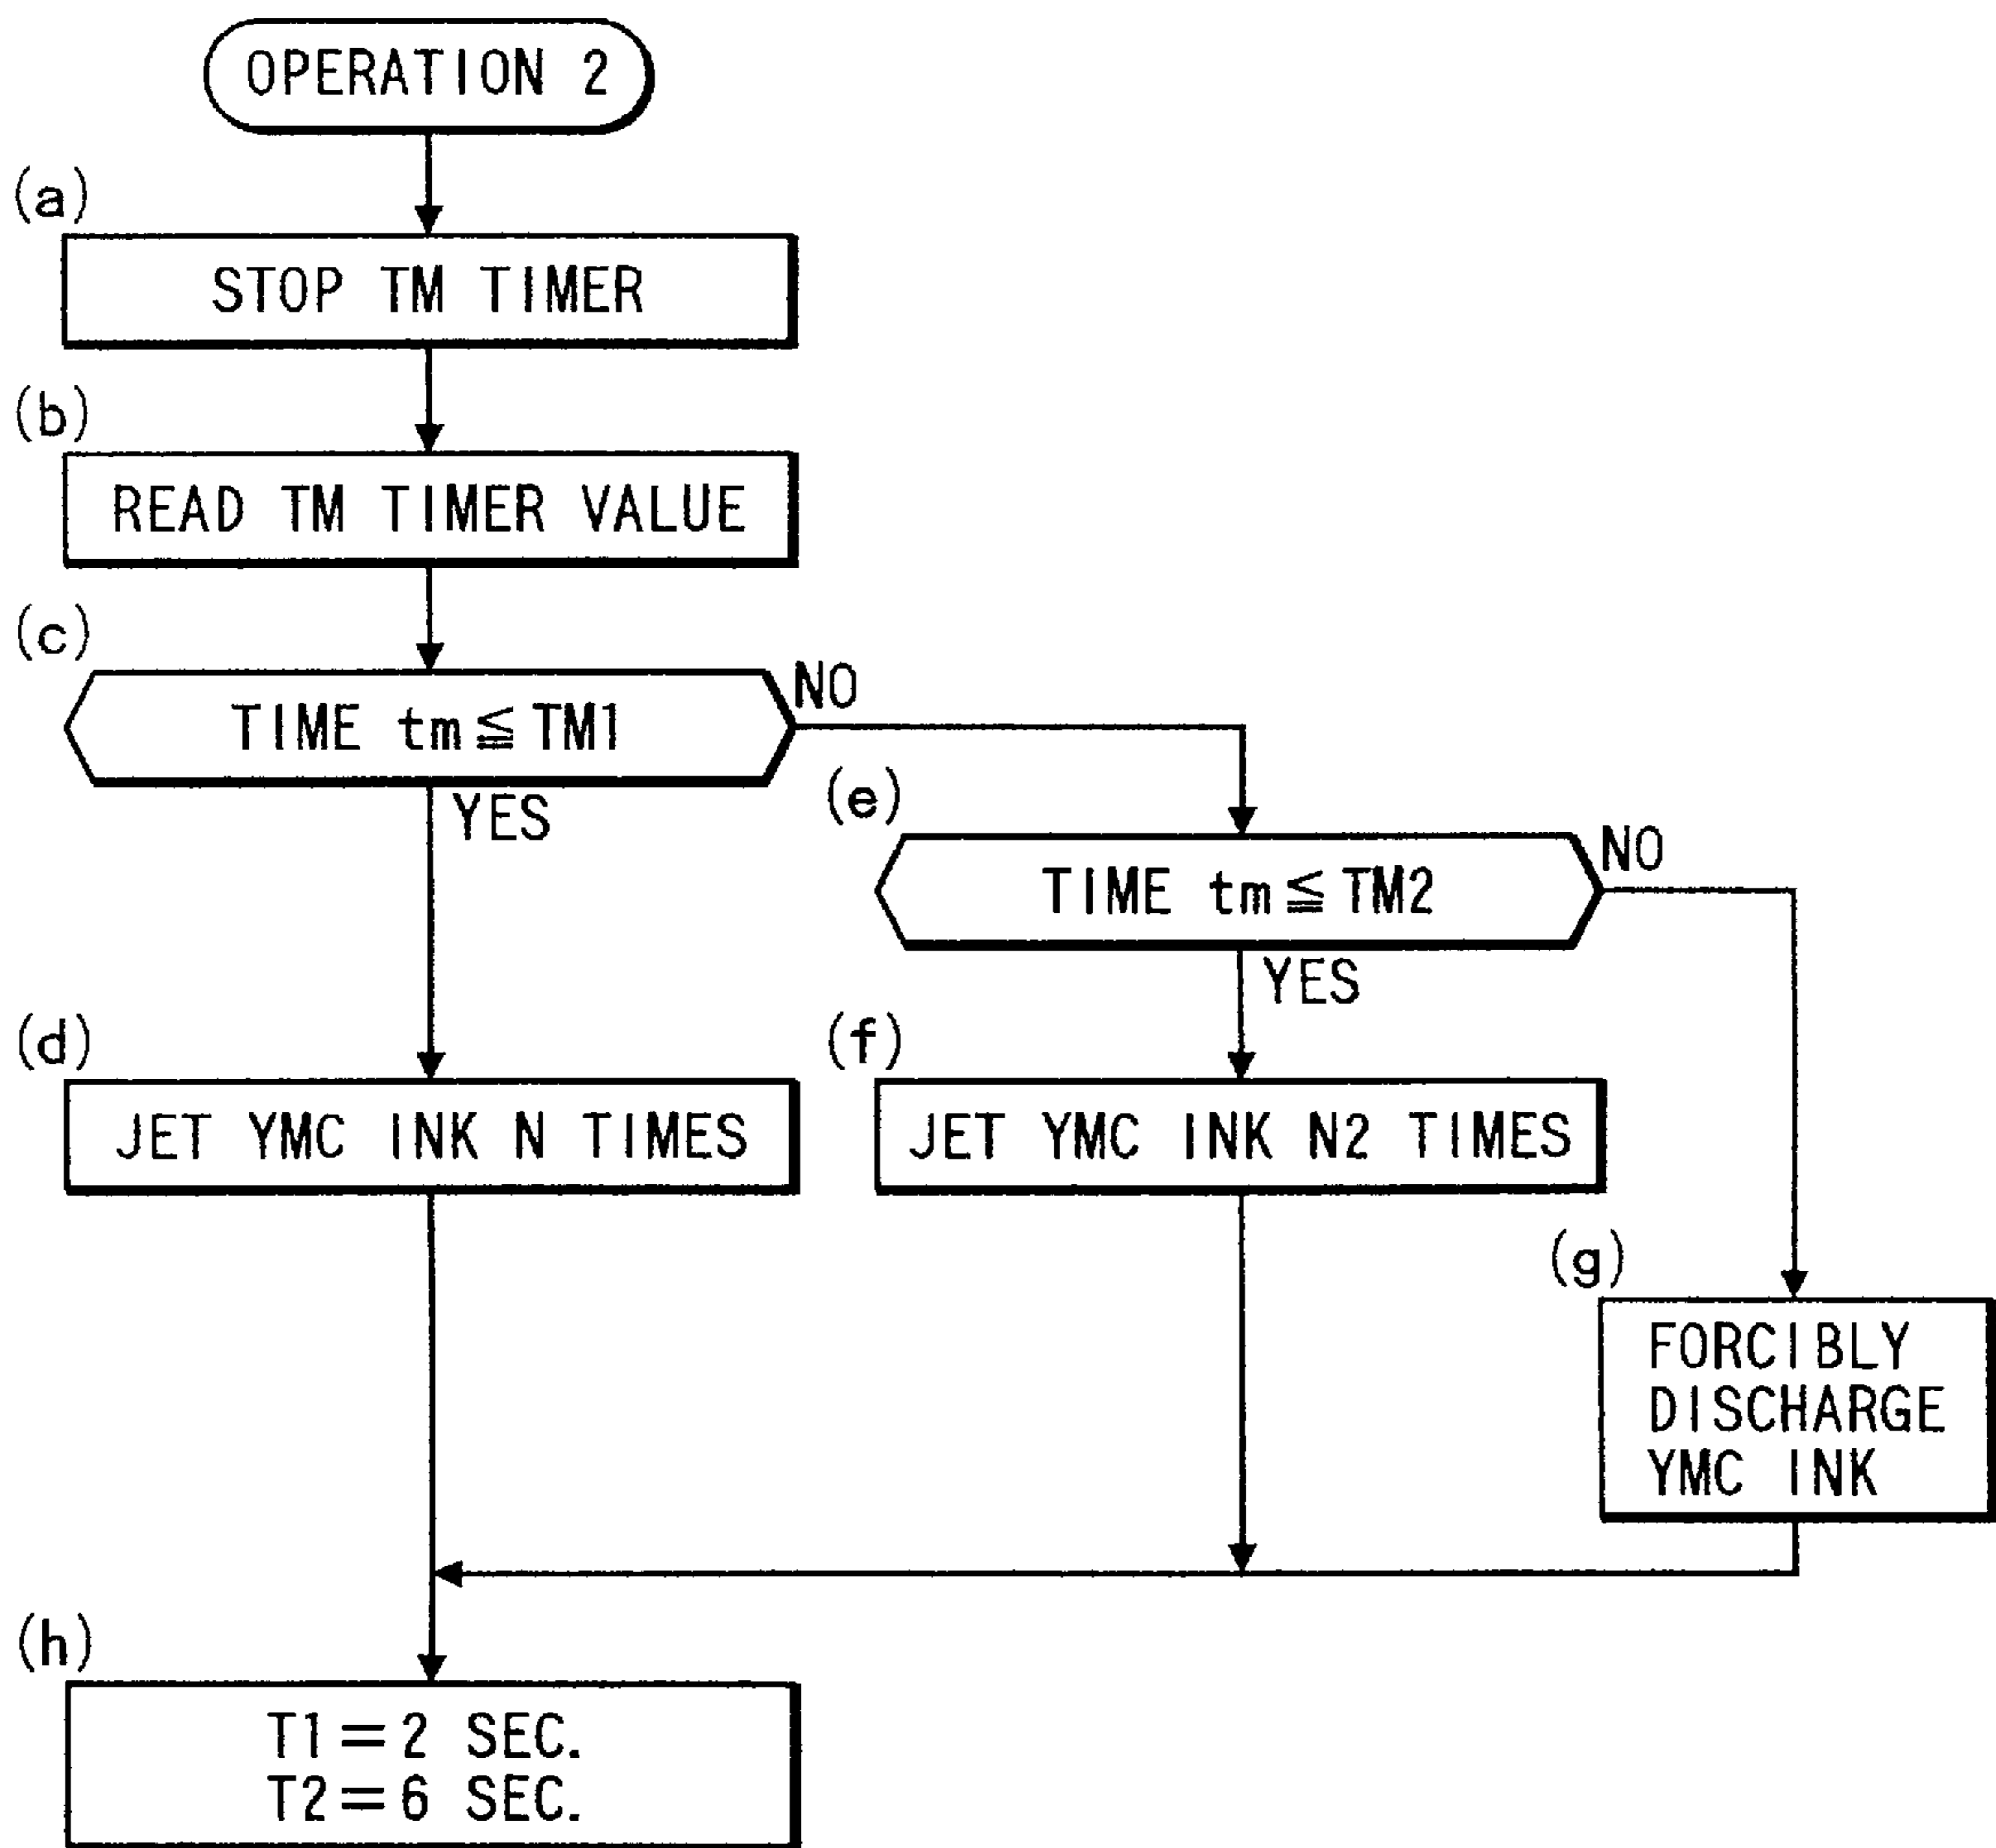 OPERATION 2
(a)
STOP TM TIMER
(b)
READ TM TIMER VALUE
(c)
TIME tm≦TM1
NO
YES
(e)
TIME tm≦TM2
NO
YES
(d)
JET YMC INK N TIMES
(f)
JET YMC INK N2 TIMES
(g)
FORCIBLY
DISCHARGE
YMC INK
(h)
T1=2 SEC.
T2=6 SEC.